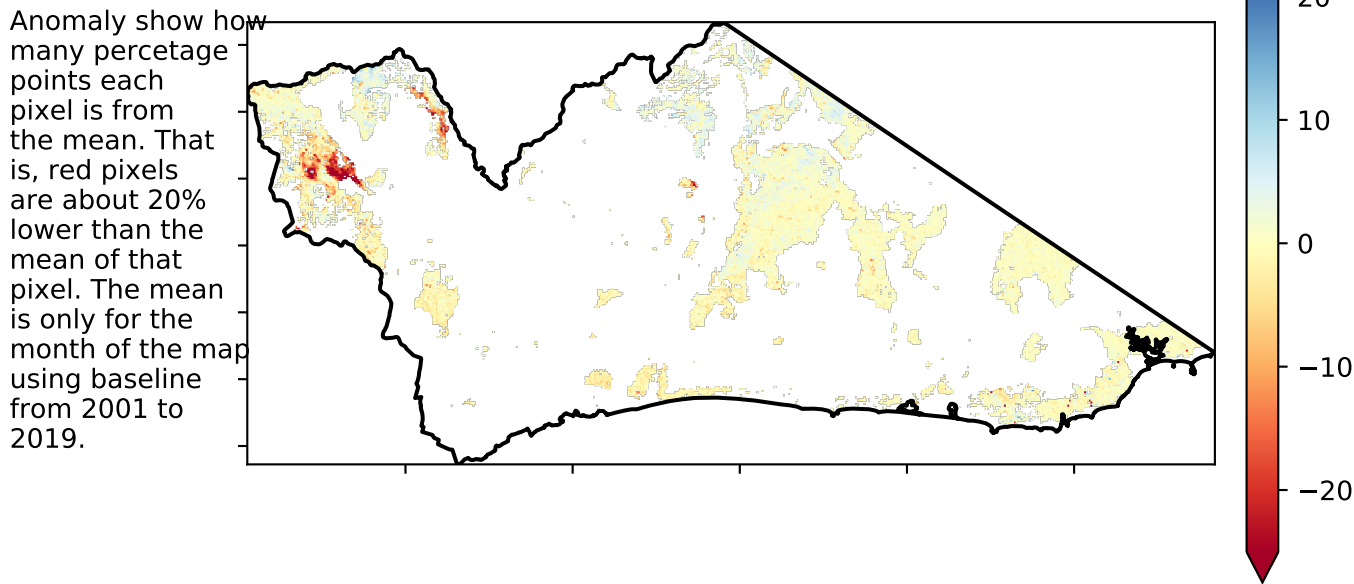 Anomaly show how
many percetage
points each
pixel is from
the mean. That
is, red pixels
are about 20%
lower than the
mean of that
pixel. The mean
is only for the
month of the map
using baseline
from 2001 to
2019.
20
10
0
−10
−20